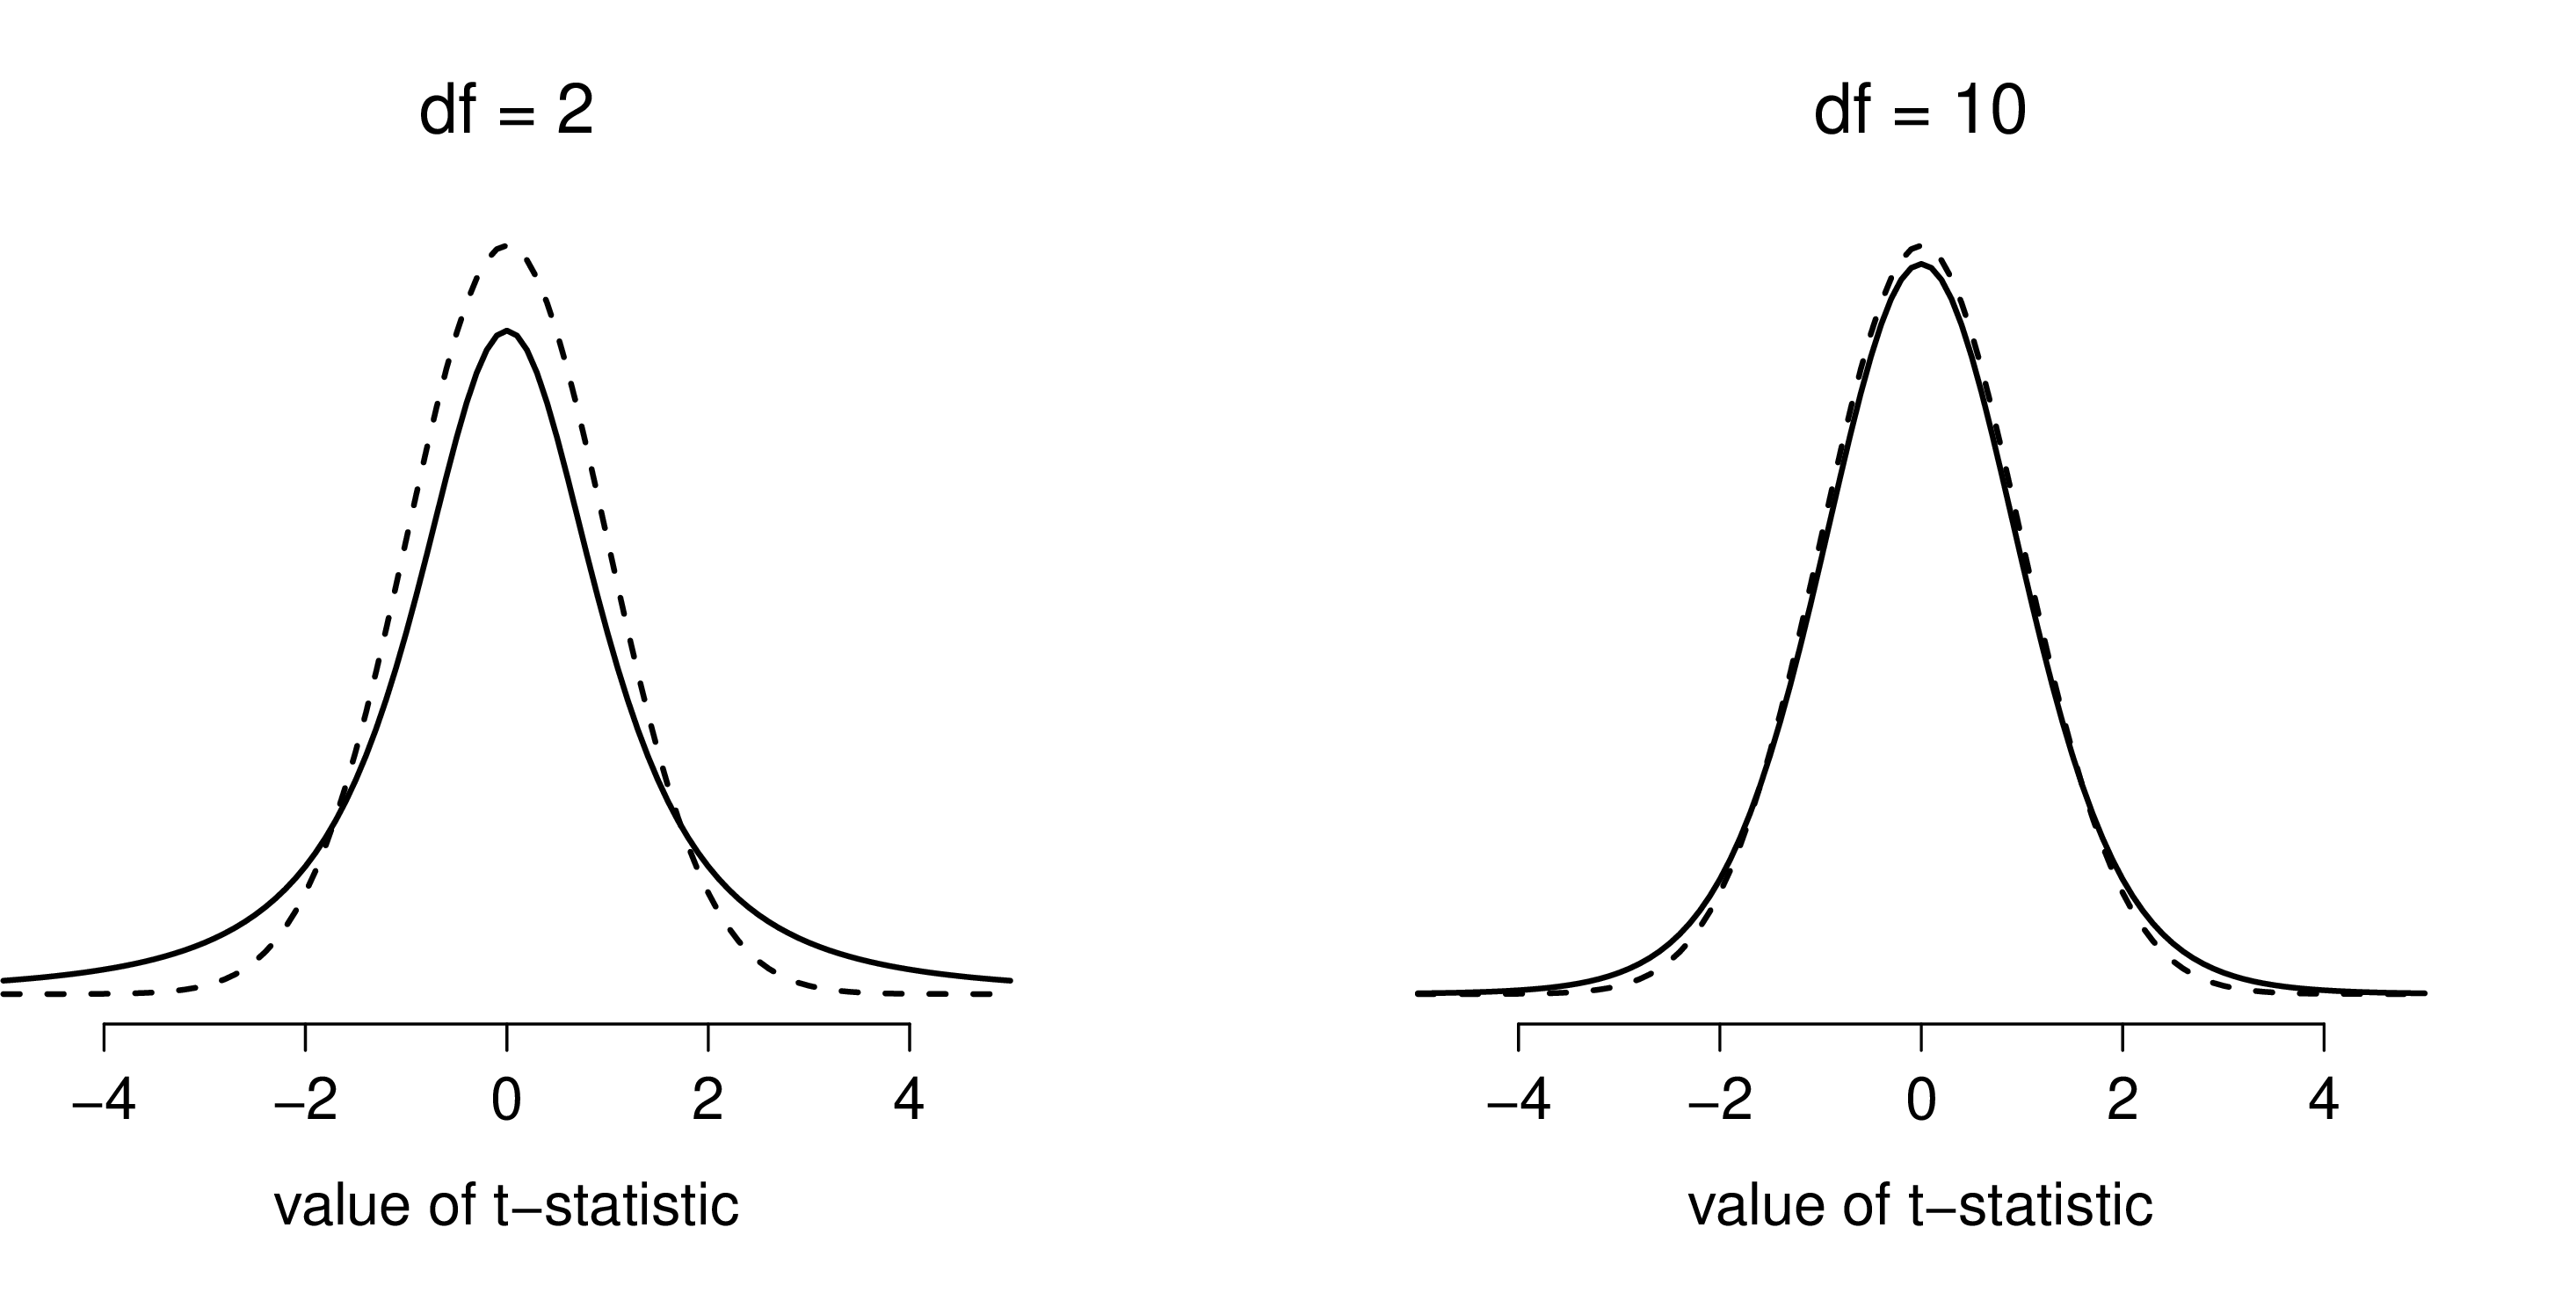 df = 2
−4 −2 0 2 4
value of t−statistic
df = 10
−4 −2 0 2 4
value of t−statistic